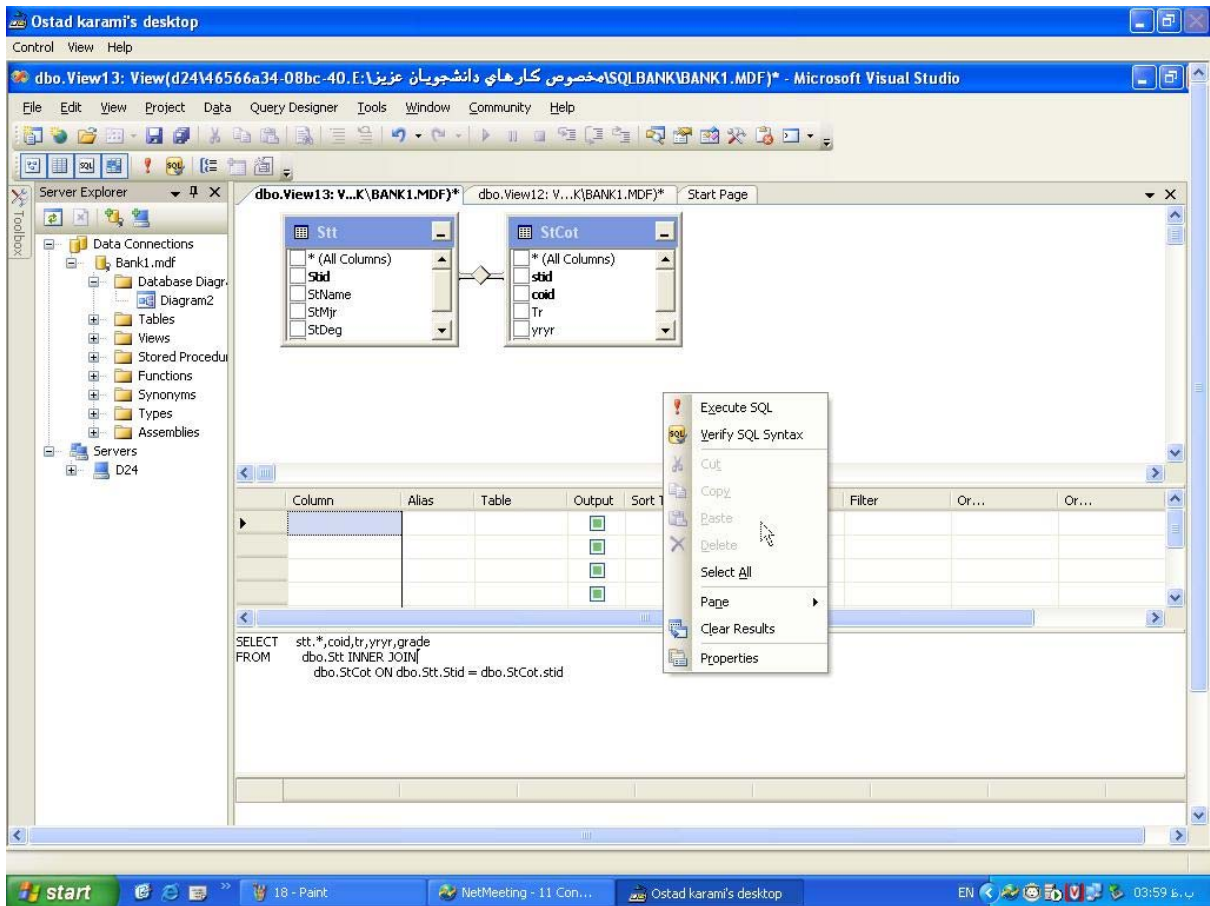 Ostad karami's desktop
Control View Help
dbo.View13: View(d24\46566a34-08bc-40.E:\مخصوص کارهاي دانشجويان عزيز\SQLBANK\BANK1.MDF)* - Microsoft Visual Studio
File Edit View Project Data Query Designer Tools Window Community Help
Server Explorer
Toolbox
dbo.View13: V...K\BANK1.MDF)* dbo.View12: V...K\BANK1.MDF)* Start Page
Data Connections
Bank1.mdf
Database Diagr
Diagram2
Tables
Views
Stored Procedu
Functions
Synonyms
Types
Assemblies
Servers
D24
Stt
* (All Columns)
Stid
StName
StMjr
StDeg
StCot
* (All Columns)
stid
coid
Tr
yryr
Execute SQL
Verify SQL Syntax
Cut
Copy
Paste
Delete
Select All
Pane
Clear Results
Properties
Column Alias Table Output Sort Filter Or... Or...
SELECT stt.*,coid,tr,yryr,grade
FROM dbo.Stt INNER JOIN
dbo.StCot ON dbo.Stt.Stid = dbo.StCot.stid
start 18 - Paint NetMeeting - 11 Con... Ostad karami's desktop EN 03:59 ب.ظ